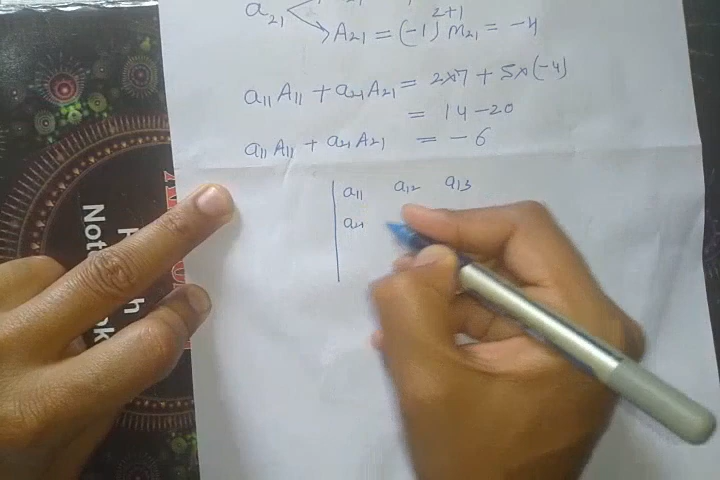 a₂₁
A₂₁ = (-1)²⁺¹ M₂₁ = -4
a₁₁ A₁₁ + a₂₁ A₂₁ = 2×7 + 5×(-4)
= 14 - 20
a₁₁ A₁₁ + a₂₁ A₂₁ = - 6
a₁₁ a₁₂ a₁₃
a₂₁